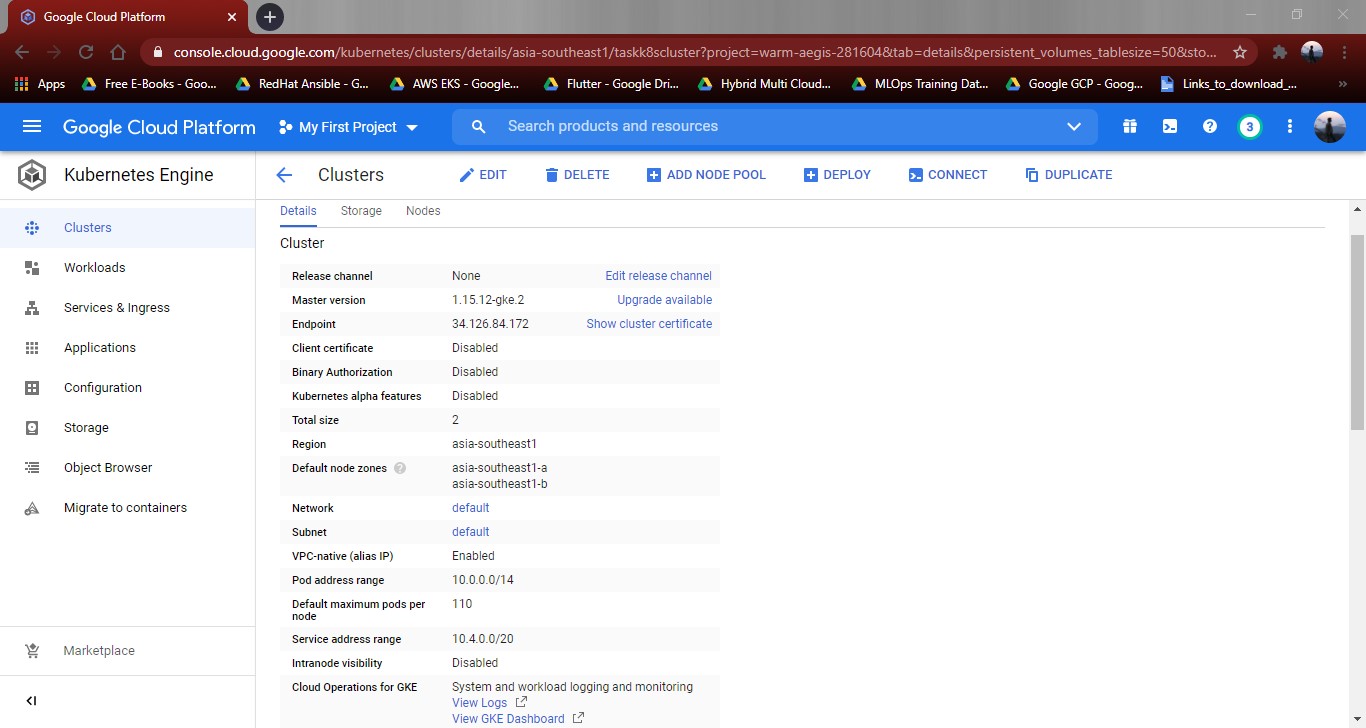 Google Cloud Platform
console.cloud.google.com/kubernetes/clusters/details/asia-southeast1/taskk8scluster?project=warm-aegis-281604&tab=details&persistent_volumes_tablesize=50&sto...
Apps Free E-Books - Goo... RedHat Ansible - G... AWS EKS - Google... Flutter - Google Dri... Hybrid Multi Cloud... MLOps Training Dat... Google GCP - Goog... Links_to_download_... »
Google Cloud Platform My First Project Search products and resources 3
Kubernetes Engine
Clusters EDIT DELETE ADD NODE POOL DEPLOY CONNECT DUPLICATE
Clusters
Workloads
Services & Ingress
Applications
Configuration
Storage
Object Browser
Migrate to containers
Marketplace
Details Storage Nodes
Cluster
Release channel None Edit release channel
Master version 1.15.12-gke.2 Upgrade available
Endpoint 34.126.84.172 Show cluster certificate
Client certificate Disabled
Binary Authorization Disabled
Kubernetes alpha features Disabled
Total size 2
Region asia-southeast1
Default node zones ? asia-southeast1-a
asia-southeast1-b
Network default
Subnet default
VPC-native (alias IP) Enabled
Pod address range 10.0.0.0/14
Default maximum pods per 110
node
Service address range 10.4.0.0/20
Intranode visibility Disabled
Cloud Operations for GKE System and workload logging and monitoring
View Logs
View GKE Dashboard